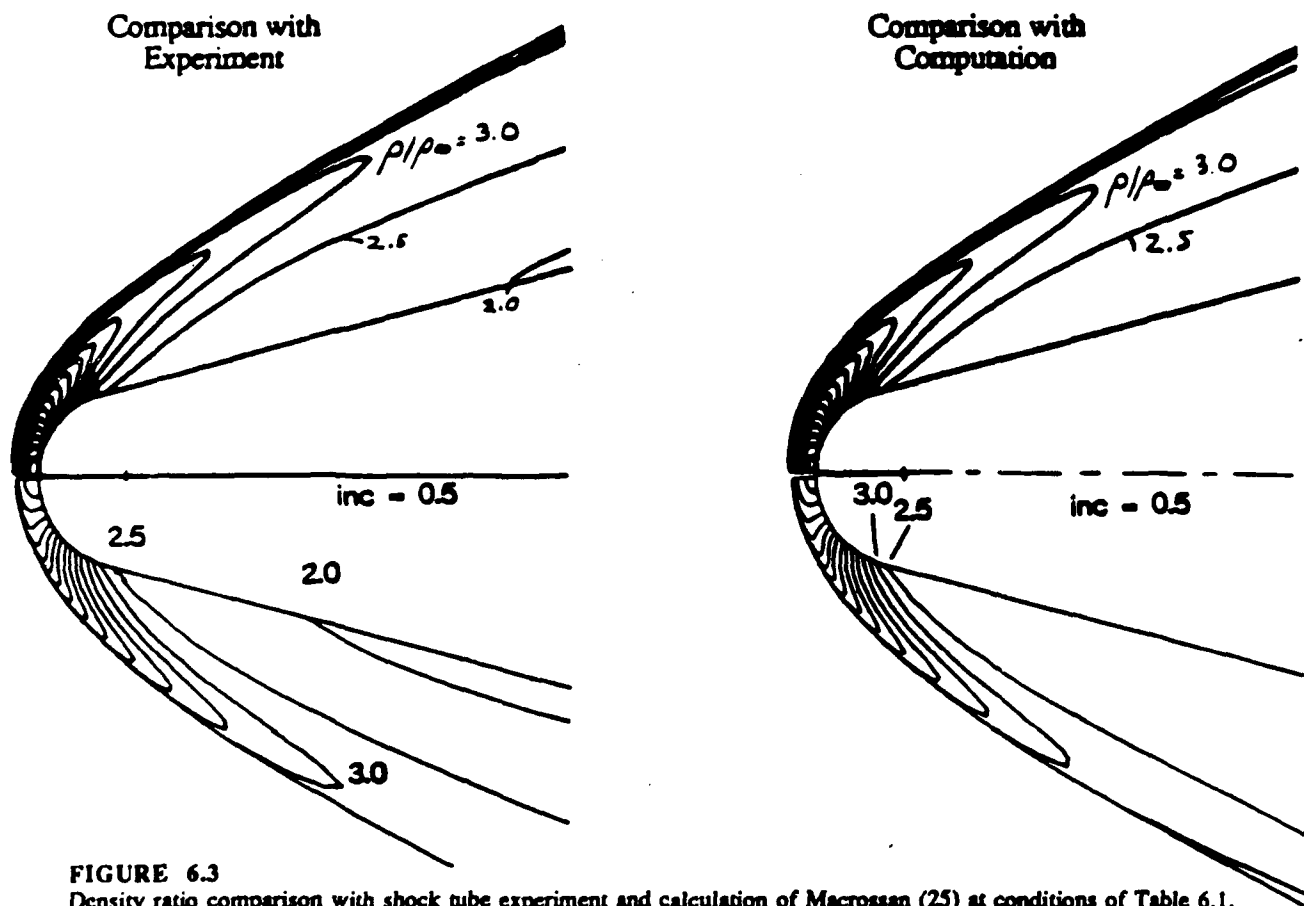 Comparison with
Experiment
Comparison with
Computation
ρ/ρ∞ = 3.0
2.5
2.0
ρ/ρ∞ = 3.0
2.5
inc = 0.5
2.5
2.0
3.0
3.0
2.5
inc = 0.5
FIGURE 6.3
Density ratio comparison with shock tube experiment and calculation of Macrossan (25) at conditions of Table 6.1.